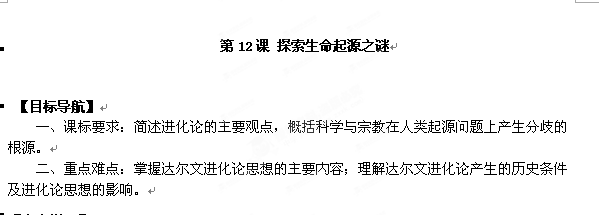 第 12 课 探索生命起源之谜
【目标导航】
一、课标要求：简述进化论的主要观点，概括科学与宗教在人类起源问题上产生分歧的
根源。
二、重点难点：掌握达尔文进化论思想的主要内容；理解达尔文进化论产生的历史条件
及进化论思想的影响。